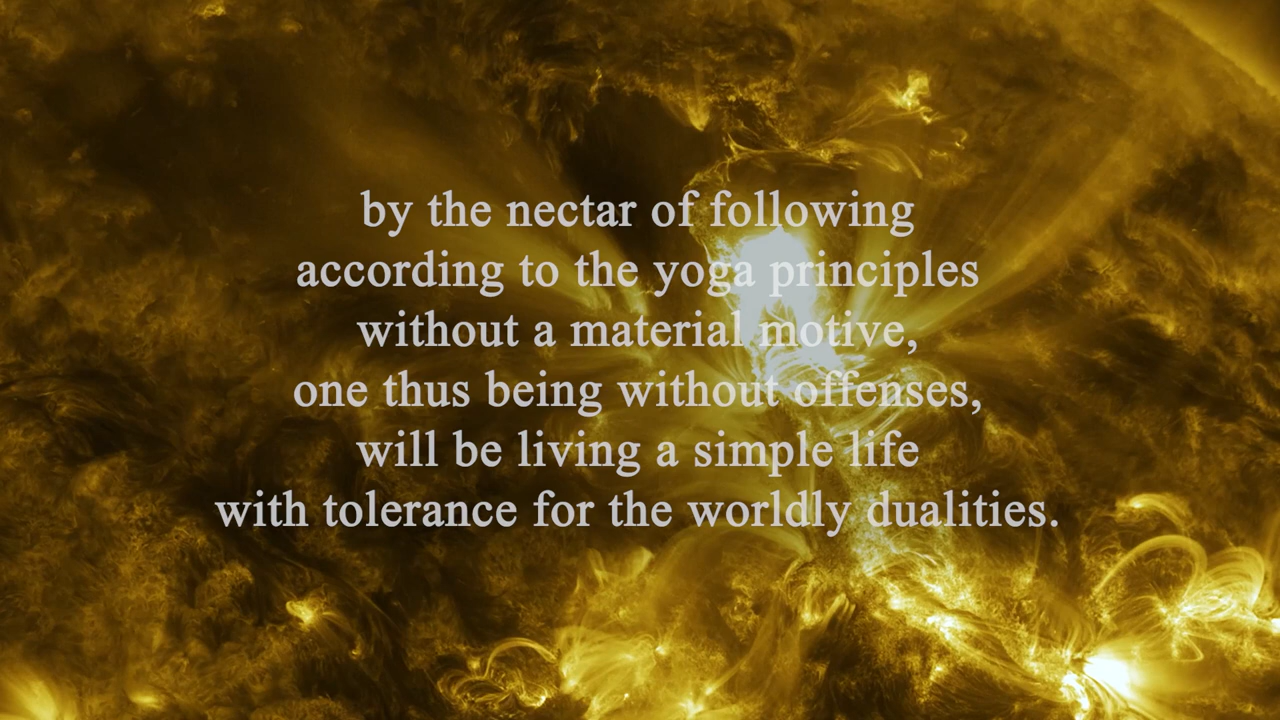 by the nectar of following
according to the yoga principles
without a material motive,
one thus being without offenses,
will be living a simple life
with tolerance for the worldly dualities.